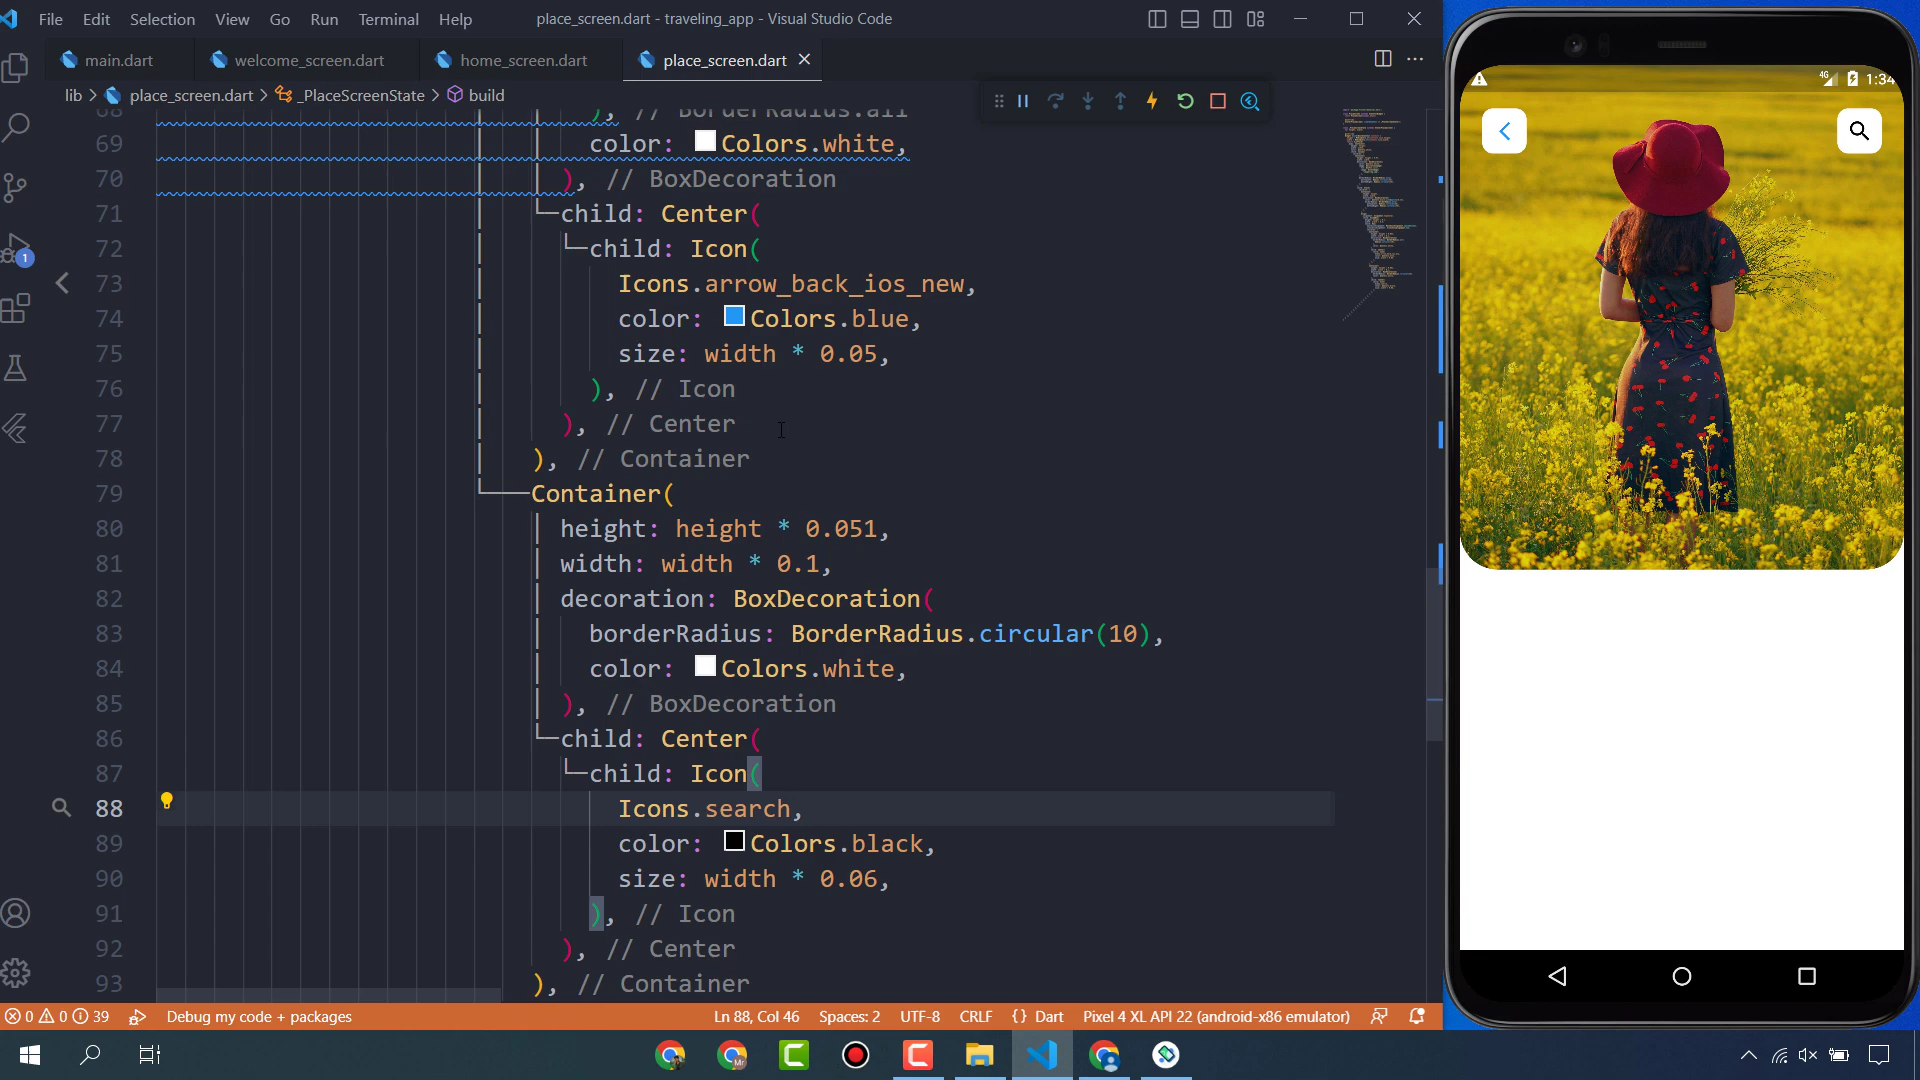 File Edit Selection View Go Run Terminal Help
place_screen.dart - traveling_app - Visual Studio Code
main.dart
welcome_screen.dart
home_screen.dart
place_screen.dart
lib > place_screen.dart > _PlaceScreenState > build
68 ), // BorderRadius.all
69 color: Colors.white,
70 ), // BoxDecoration
71 child: Center(
72 child: Icon(
73 Icons.arrow_back_ios_new,
74 color: Colors.blue,
75 size: width * 0.05,
76 ), // Icon
77 ), // Center
78 ), // Container
79 Container(
80 height: height * 0.051,
81 width: width * 0.1,
82 decoration: BoxDecoration(
83 borderRadius: BorderRadius.circular(10),
84 color: Colors.white,
85 ), // BoxDecoration
86 child: Center(
87 child: Icon(
88 Icons.search,
89 color: Colors.black,
90 size: width * 0.06,
91 ), // Icon
92 ), // Center
93 ), // Container
1
0 0 39 Debug my code + packages
Ln 88, Col 46 Spaces: 2 UTF-8 CRLF {} Dart Pixel 4 XL API 22 (android-x86 emulator)
4G 1:34